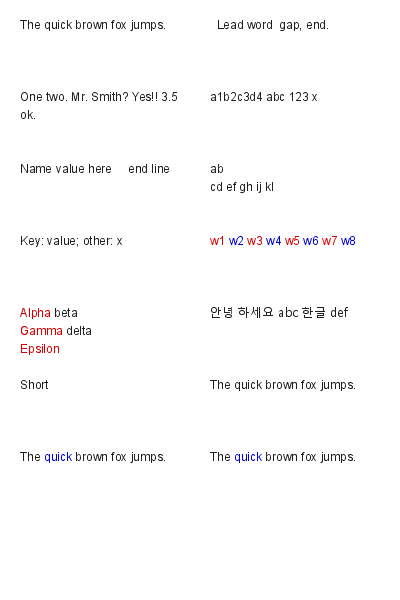 The quick brown fox jumps.
Lead word  gap, end.
One two. Mr. Smith? Yes!! 3.5
ok.
a1b2c3d4 abc 123 x
Name value here     end line
ab
cd ef gh ij kl
Key: value; other: x
w1 w2 w3 w4 w5 w6 w7 w8
Alpha beta
Gamma delta
Epsilon
안녕 하세요 abc 한글 def
Short
The quick brown fox jumps.
The quick brown fox jumps.
The quick brown fox jumps.